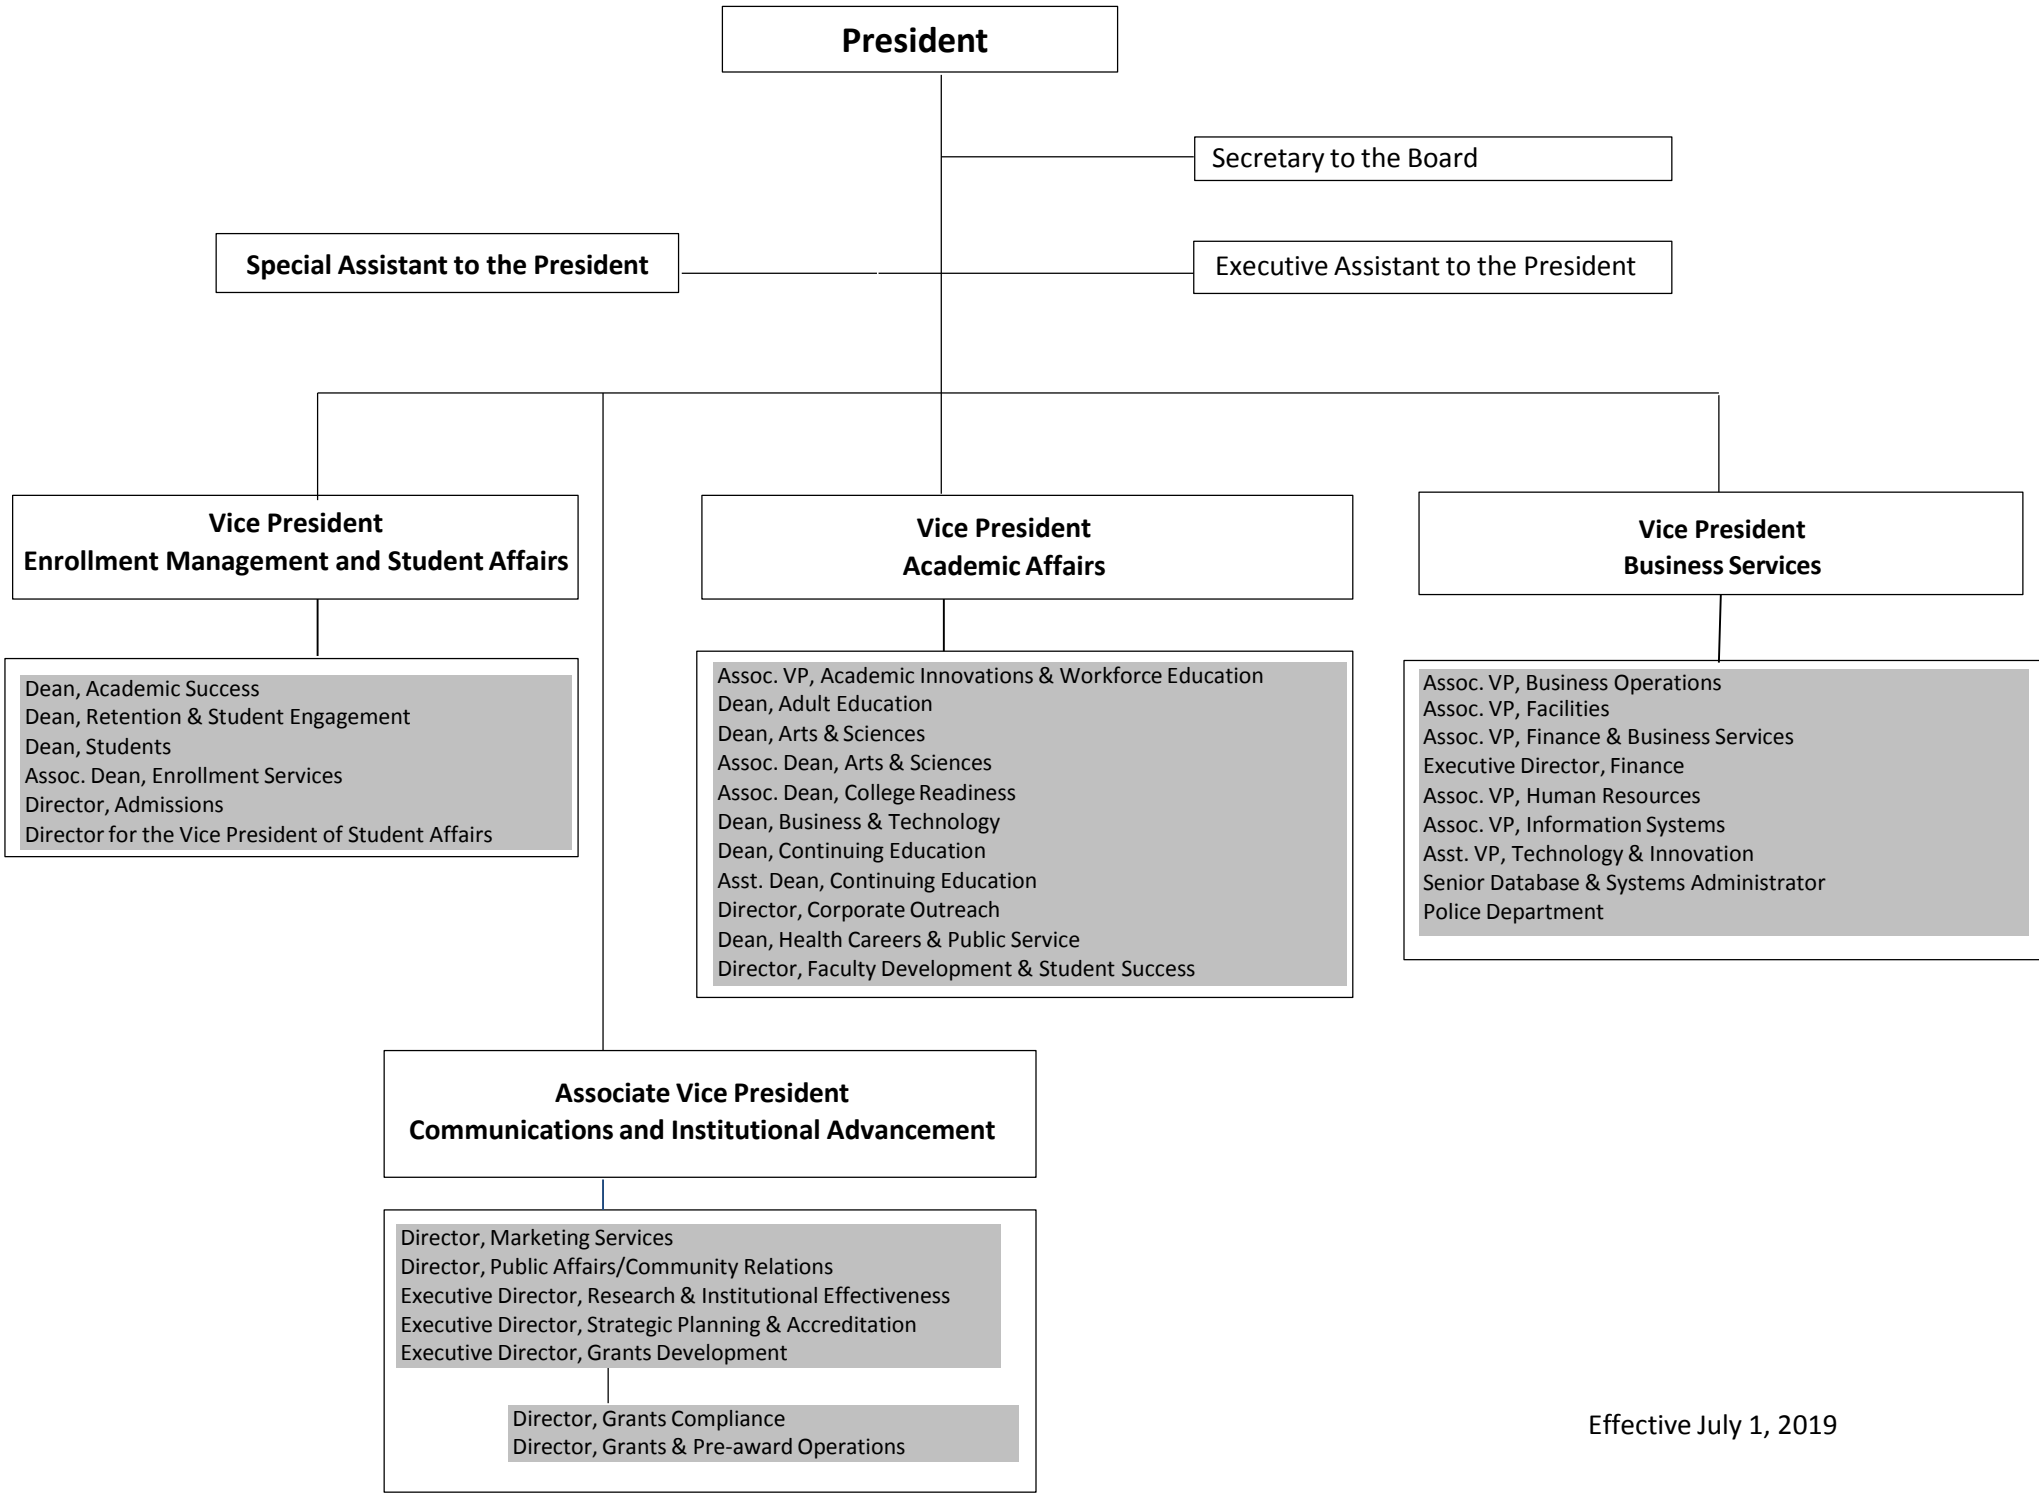 President
Secretary to the Board
Special Assistant to the President
Executive Assistant to the President
Vice President
Enrollment Management and Student Affairs
Vice President
Academic Affairs
Vice President
Business Services
Dean, Academic Success
Dean, Retention & Student Engagement
Dean, Students
Assoc. Dean, Enrollment Services
Director, Admissions
Director for the Vice President of Student Affairs
Assoc. VP, Academic Innovations & Workforce Education
Dean, Adult Education
Dean, Arts & Sciences
Assoc. Dean, Arts & Sciences
Assoc. Dean, College Readiness
Dean, Business & Technology
Dean, Continuing Education
Asst. Dean, Continuing Education
Director, Corporate Outreach
Dean, Health Careers & Public Service
Director, Faculty Development & Student Success
Assoc. VP, Business Operations
Assoc. VP, Facilities
Assoc. VP, Finance & Business Services
Executive Director, Finance
Assoc. VP, Human Resources
Assoc. VP, Information Systems
Asst. VP, Technology & Innovation
Senior Database & Systems Administrator
Police Department
Associate Vice President
Communications and Institutional Advancement
Director, Marketing Services
Director, Public Affairs/Community Relations
Executive Director, Research & Institutional Effectiveness
Executive Director, Strategic Planning & Accreditation
Executive Director, Grants Development
Director, Grants Compliance
Director, Grants & Pre-award Operations
Effective July 1, 2019